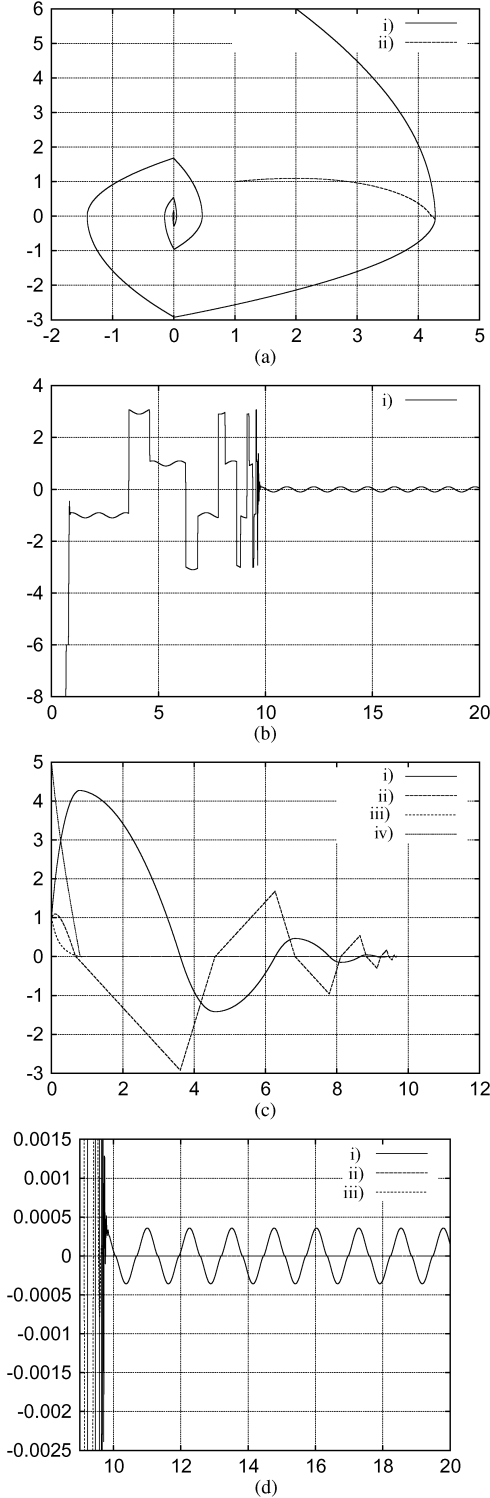 6
5
4
3
2
1
0
-1
-2
-3
i)
ii)
-2 -1 0 1 2 3 4 5
(a)
4
2
0
-2
-4
-6
-8
i)
0 5 10 15 20
(b)
5
4
3
2
1
0
-1
-2
-3
i)
ii)
iii)
iv)
0 2 4 6 8 10 12
(c)
0.0015
0.001
0.0005
0
-0.0005
-0.001
-0.0015
-0.002
-0.0025
i)
ii)
iii)
10 12 14 16 18 20
(d)